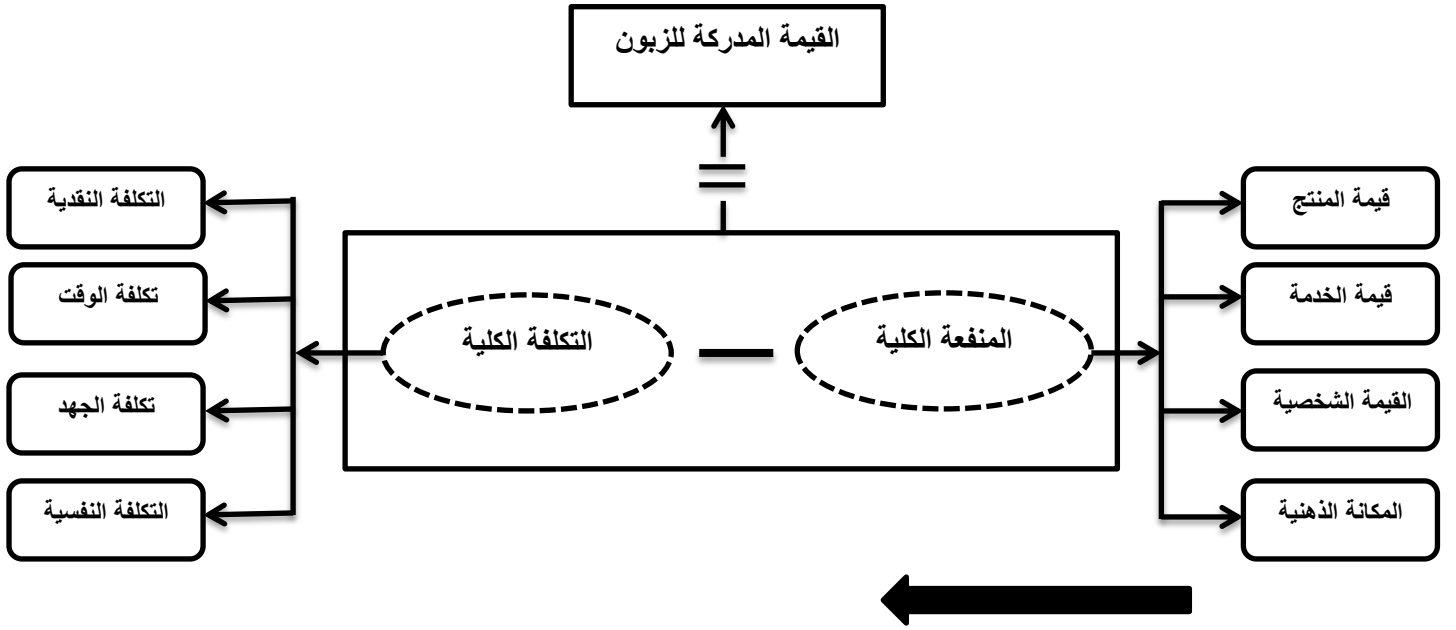 القيمة المدركة للزبون
قيمة المنتج
قيمة الخدمة
القيمة الشخصية
المكانة الذهنية
المنفعة الكلية
التكلفة الكلية
التكلفة النقدية
تكلفة الوقت
تكلفة الجهد
التكلفة النفسية